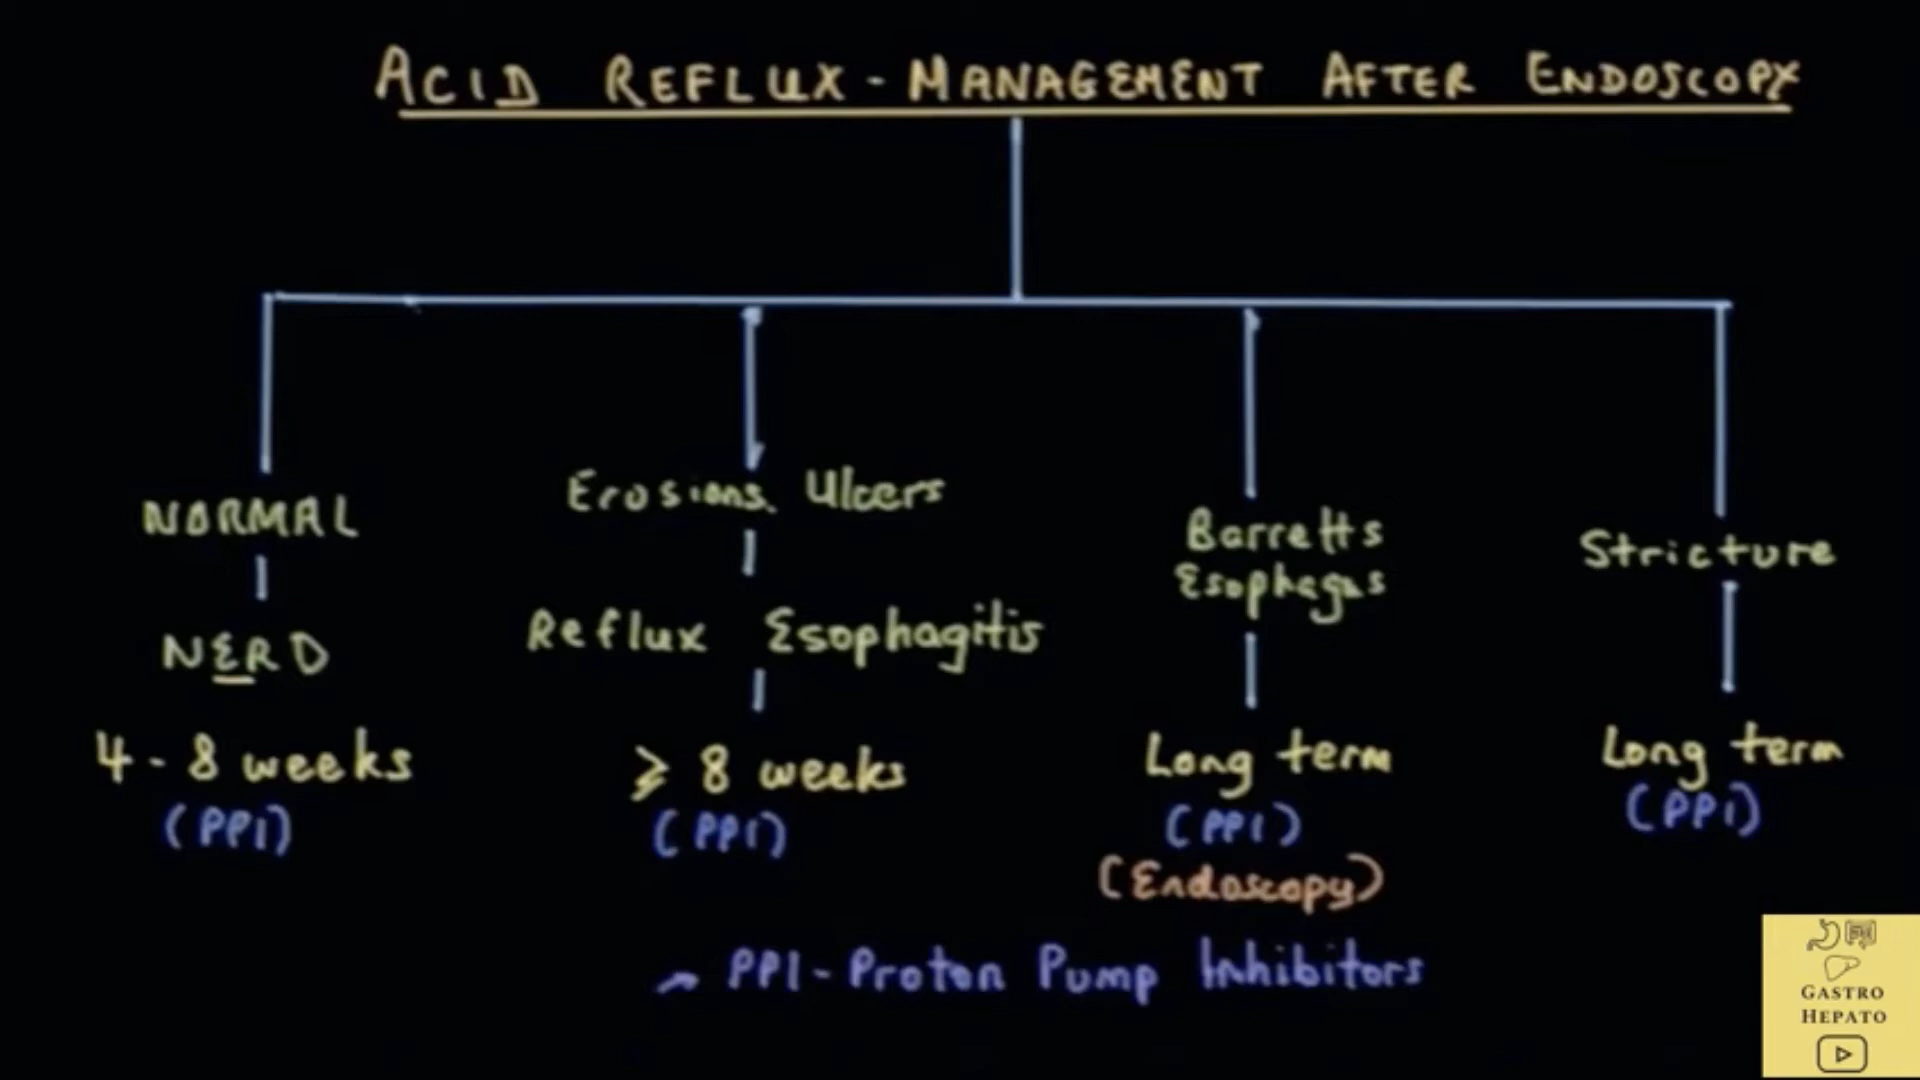 ACID REFLUX - MANAGEMENT AFTER ENDOSCOPY
NORMAL
NERD
4 - 8 weeks
(PPI)
Erosions. Ulcers
Reflux Esophagitis
≥ 8 weeks
(PPI)
Barretts
Esophagus
Long term
(PPI)
(Endoscopy)
Stricture
Long term
(PPI)
PPI - Proton Pump Inhibitors
GASTRO
HEPATO